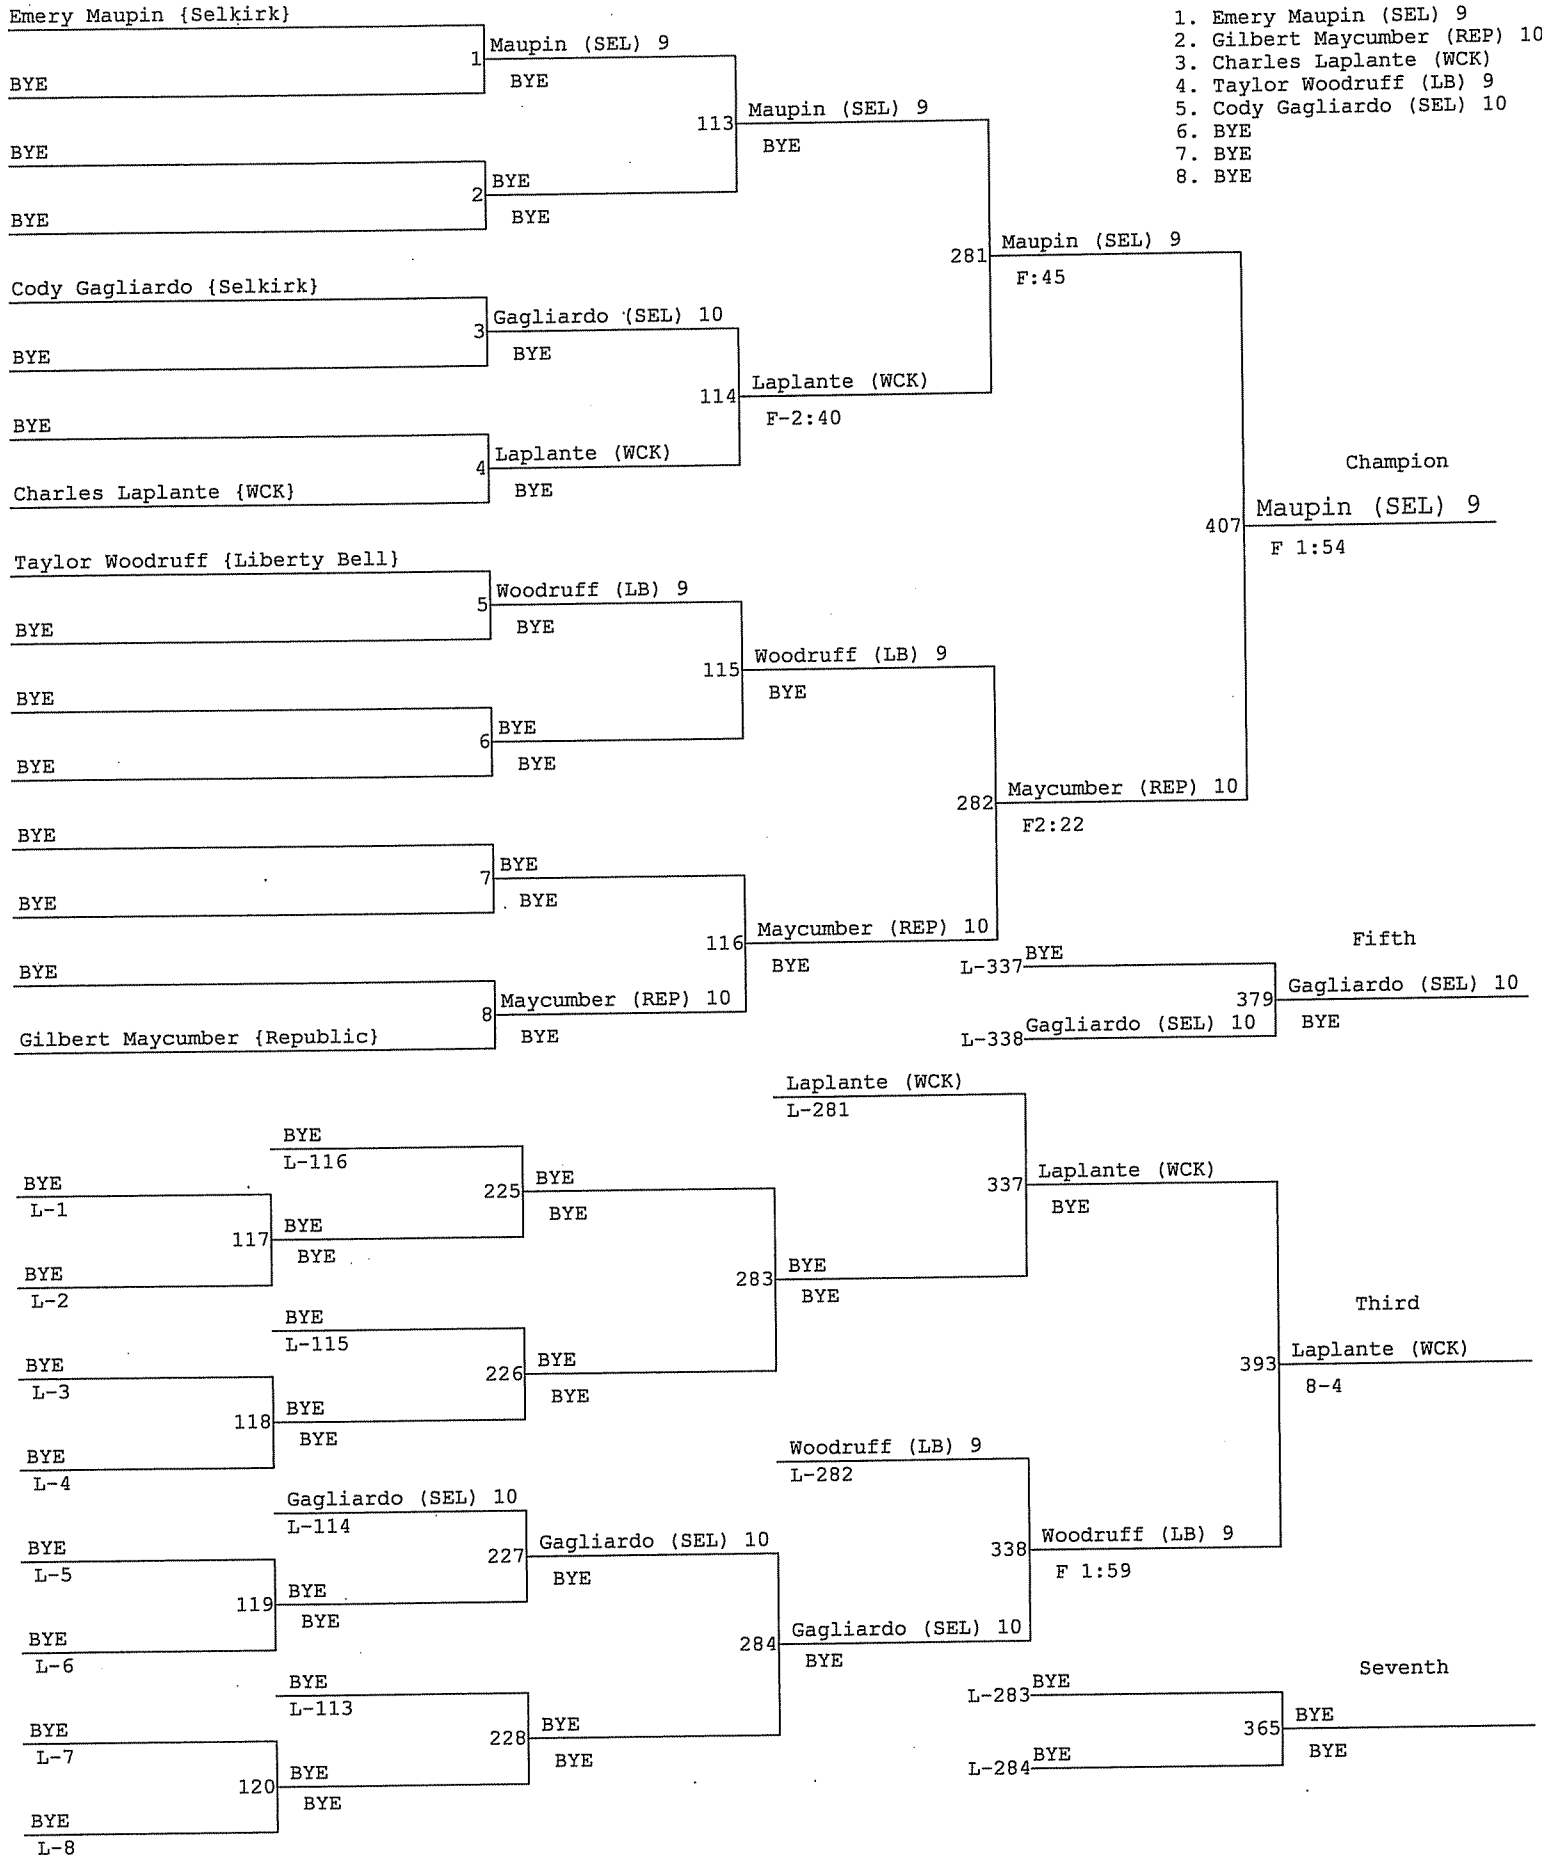 Emery Maupin {Selkirk}
1 Maupin (SEL) 9
BYE
BYE
113 Maupin (SEL) 9
BYE
BYE
2 BYE
BYE
BYE
281 Maupin (SEL) 9
F:45
Cody Gagliardo {Selkirk}
3 Gagliardo (SEL) 10
BYE
BYE
114 Laplante (WCK)
F-2:40
BYE
4 Laplante (WCK)
BYE
Charles Laplante {WCK}
1. Emery Maupin (SEL) 9
2. Gilbert Maycumber (REP) 10
3. Charles Laplante (WCK)
4. Taylor Woodruff (LB) 9
5. Cody Gagliardo (SEL) 10
6. BYE
7. BYE
8. BYE
Champion
407 Maupin (SEL) 9
F 1:54
Taylor Woodruff {Liberty Bell}
5 Woodruff (LB) 9
BYE
BYE
115 Woodruff (LB) 9
BYE
BYE
6 BYE
BYE
BYE
282 Maycumber (REP) 10
F2:22
BYE
7 BYE
BYE
BYE
116 Maycumber (REP) 10
BYE
BYE
8 Maycumber (REP) 10
BYE
Gilbert Maycumber {Republic}
Fifth
L-337 BYE
379 Gagliardo (SEL) 10
BYE
L-338 Gagliardo (SEL) 10
Laplante (WCK)
L-281
BYE
L-116
BYE
L-1
225 BYE
BYE
337 Laplante (WCK)
BYE
117 BYE
BYE
BYE
L-2
283 BYE
BYE
BYE
L-115
BYE
L-3
226 BYE
BYE
118 BYE
BYE
BYE
L-4
Third
393 Laplante (WCK)
8-4
Woodruff (LB) 9
L-282
Gagliardo (SEL) 10
L-114
BYE
L-5
227 Gagliardo (SEL) 10
BYE
338 Woodruff (LB) 9
F 1:59
119 BYE
BYE
BYE
L-6
284 Gagliardo (SEL) 10
BYE
BYE
L-113
BYE
L-7
228 BYE
BYE
120 BYE
BYE
BYE
L-8
Seventh
L-283 BYE
365 BYE
BYE
L-284 BYE